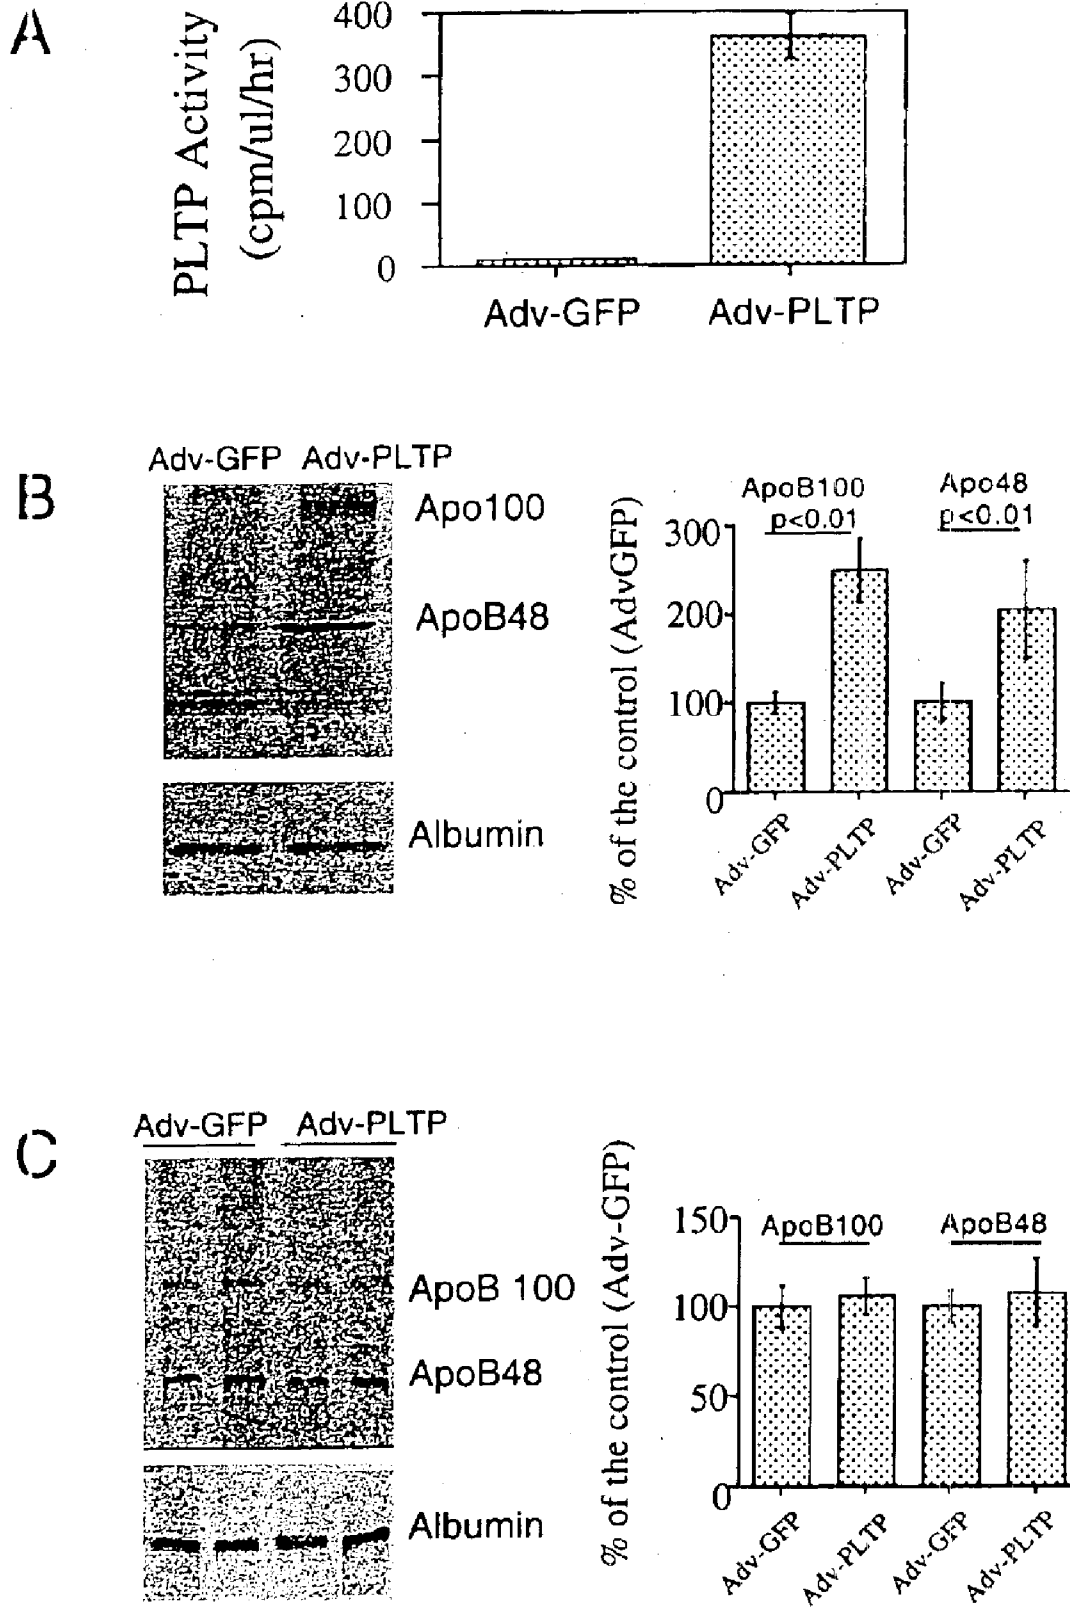 A
PLTP Activity
(cpm/ul/hr)
400
300
200
100
0
Adv-GFP
Adv-PLTP
B
Adv-GFP Adv-PLTP
Apo100
ApoB48
Albumin
% of the control (AdvGFP)
ApoB100
p<0.01
Apo48
p<0.01
300
200
100
0
Adv-GFP
Adv-PLTP
Adv-GFP
Adv-PLTP
C
Adv-GFP Adv-PLTP
ApoB 100
ApoB48
Albumin
% of the control (Adv-GFP)
ApoB100
ApoB48
150
100
50
0
Adv-GFP
Adv-PLTP
Adv-GFP
Adv-PLTP